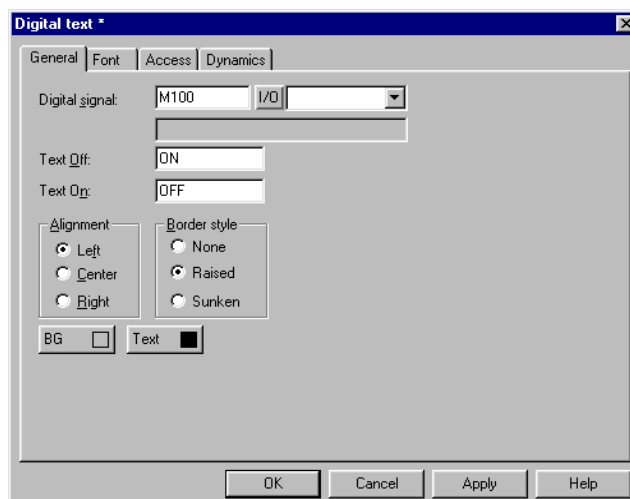 Digital text *
General Font Access Dynamics
Digital signal: M100 I/O
Text Off: ON
Text On: OFF
Alignment Border style
Left None
Center Raised
Right Sunken
BG Text
OK Cancel Apply Help